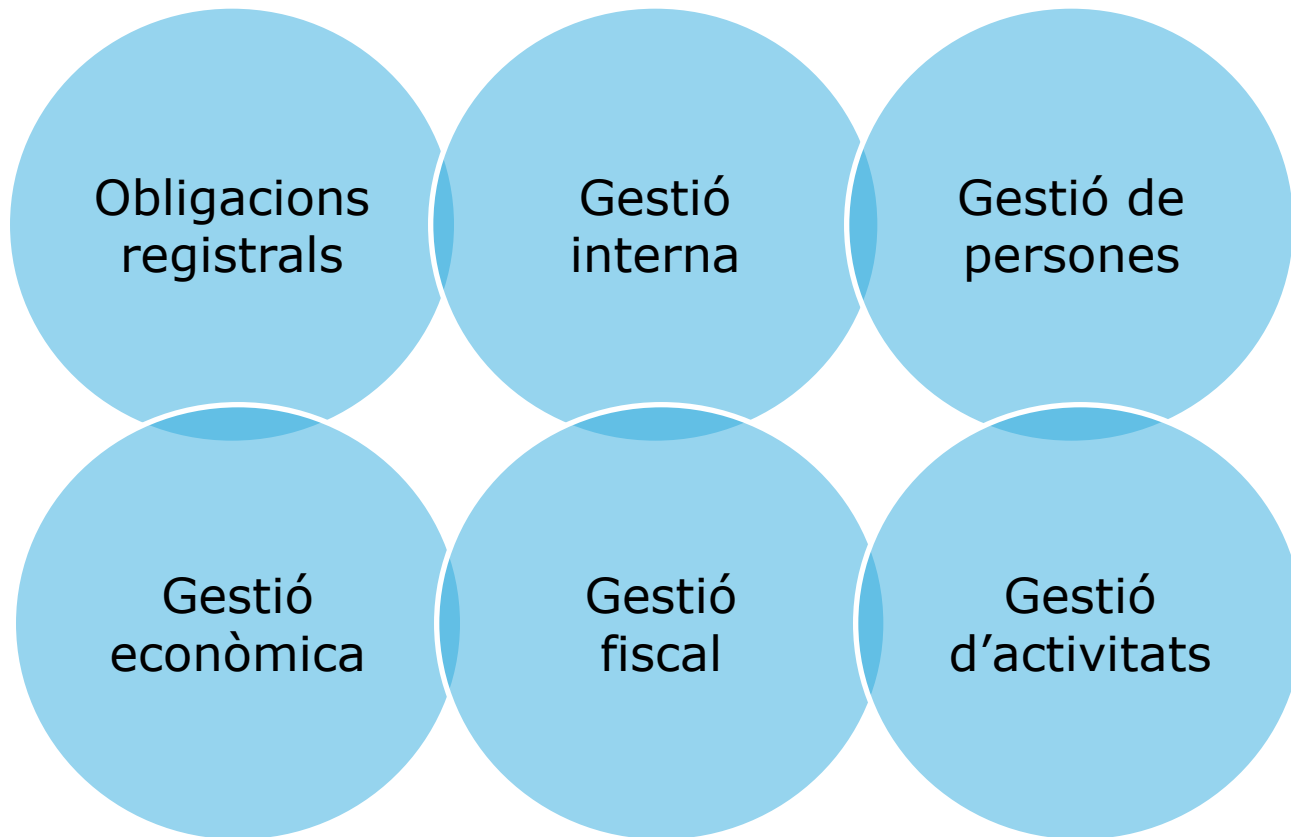 Obligacions
registrals
Gestió
interna
Gestió de
persones
Gestió
econòmica
Gestió
fiscal
Gestió
d’activitats